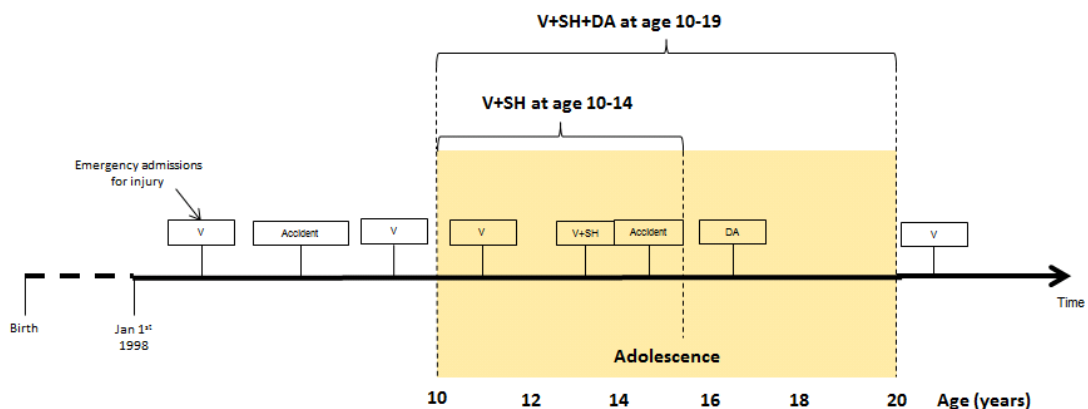 V+SH+DA at age 10-19
V+SH at age 10-14
Emergency admissions
for injury
V
Accident
V
V
V+SH
Accident
DA
V
Time
Birth
Jan 1st
1998
Adolescence
10
12
14
16
18
20
Age (years)